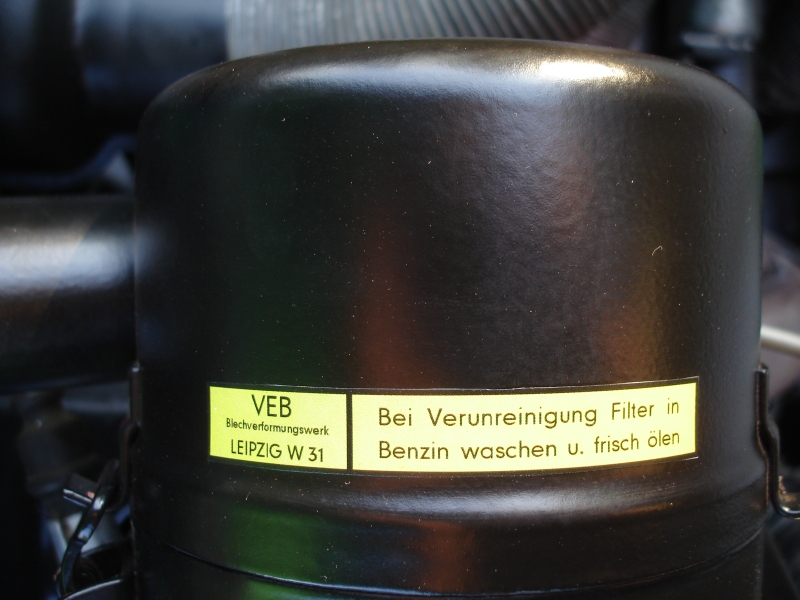 VEB
Blechverformungswerk
LEIPZIG W 31
Bei Verunreinigung Filter in
Benzin waschen u. frisch ölen